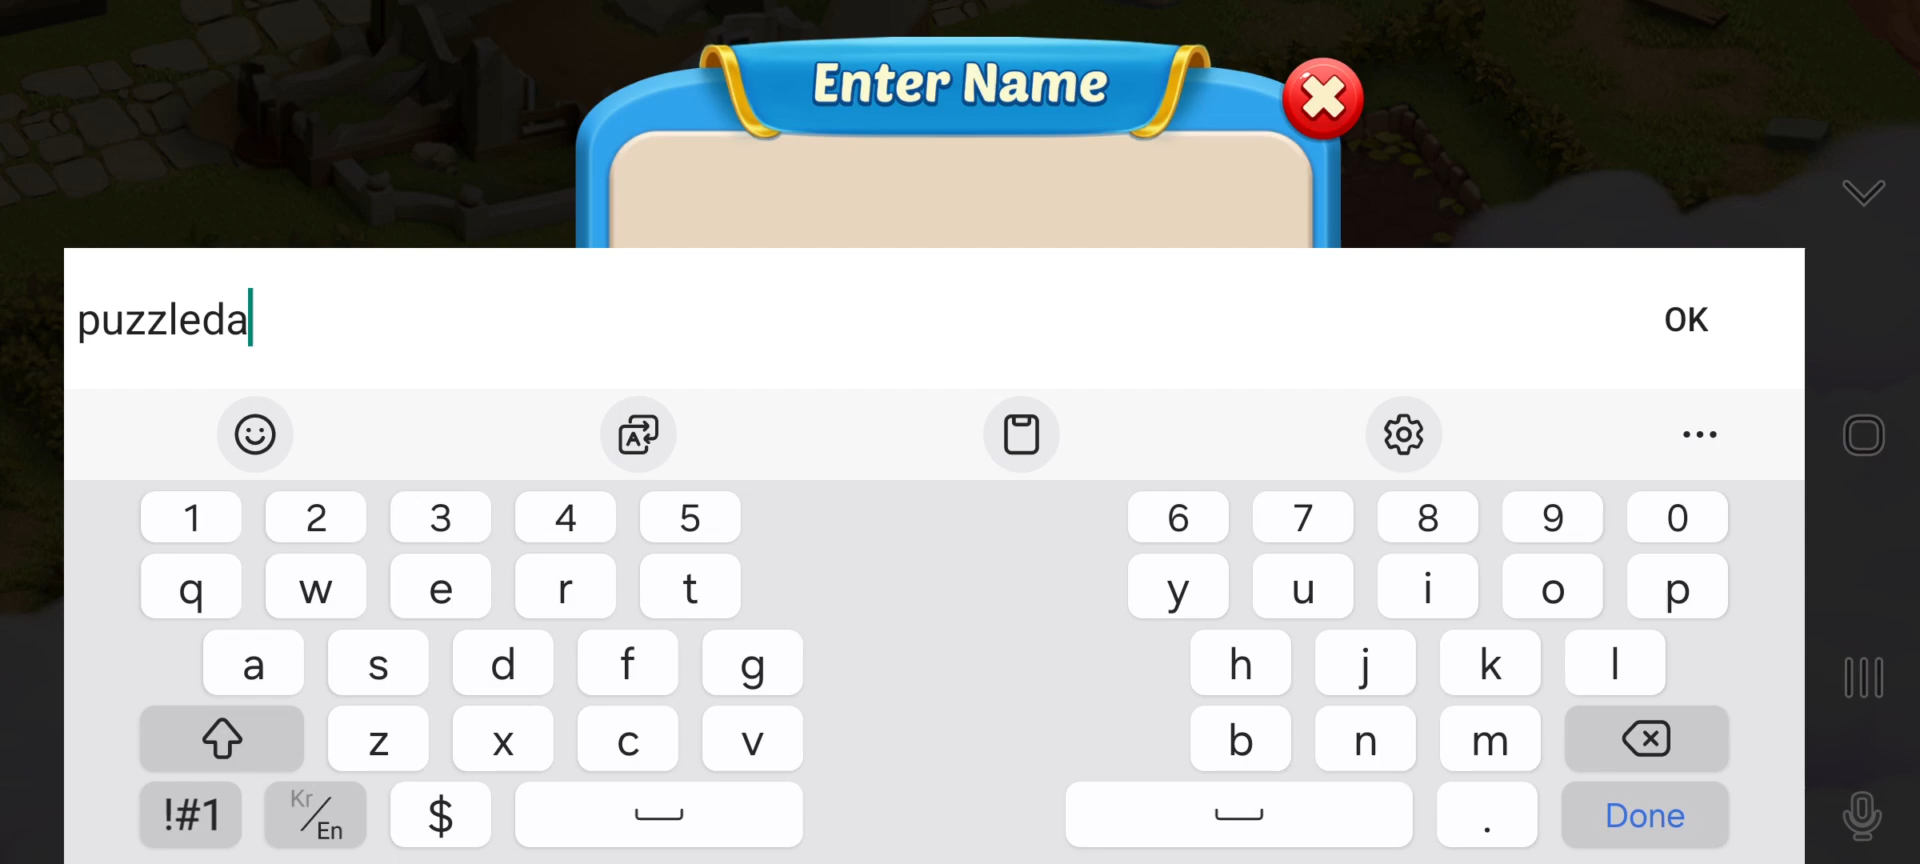 Enter Name
puzzleda
OK
1 2 3 4 5 6 7 8 9 0
q w e r t y u i o p
a s d f g h j k l
z x c v b n m
!#1 Kr/En $ . Done